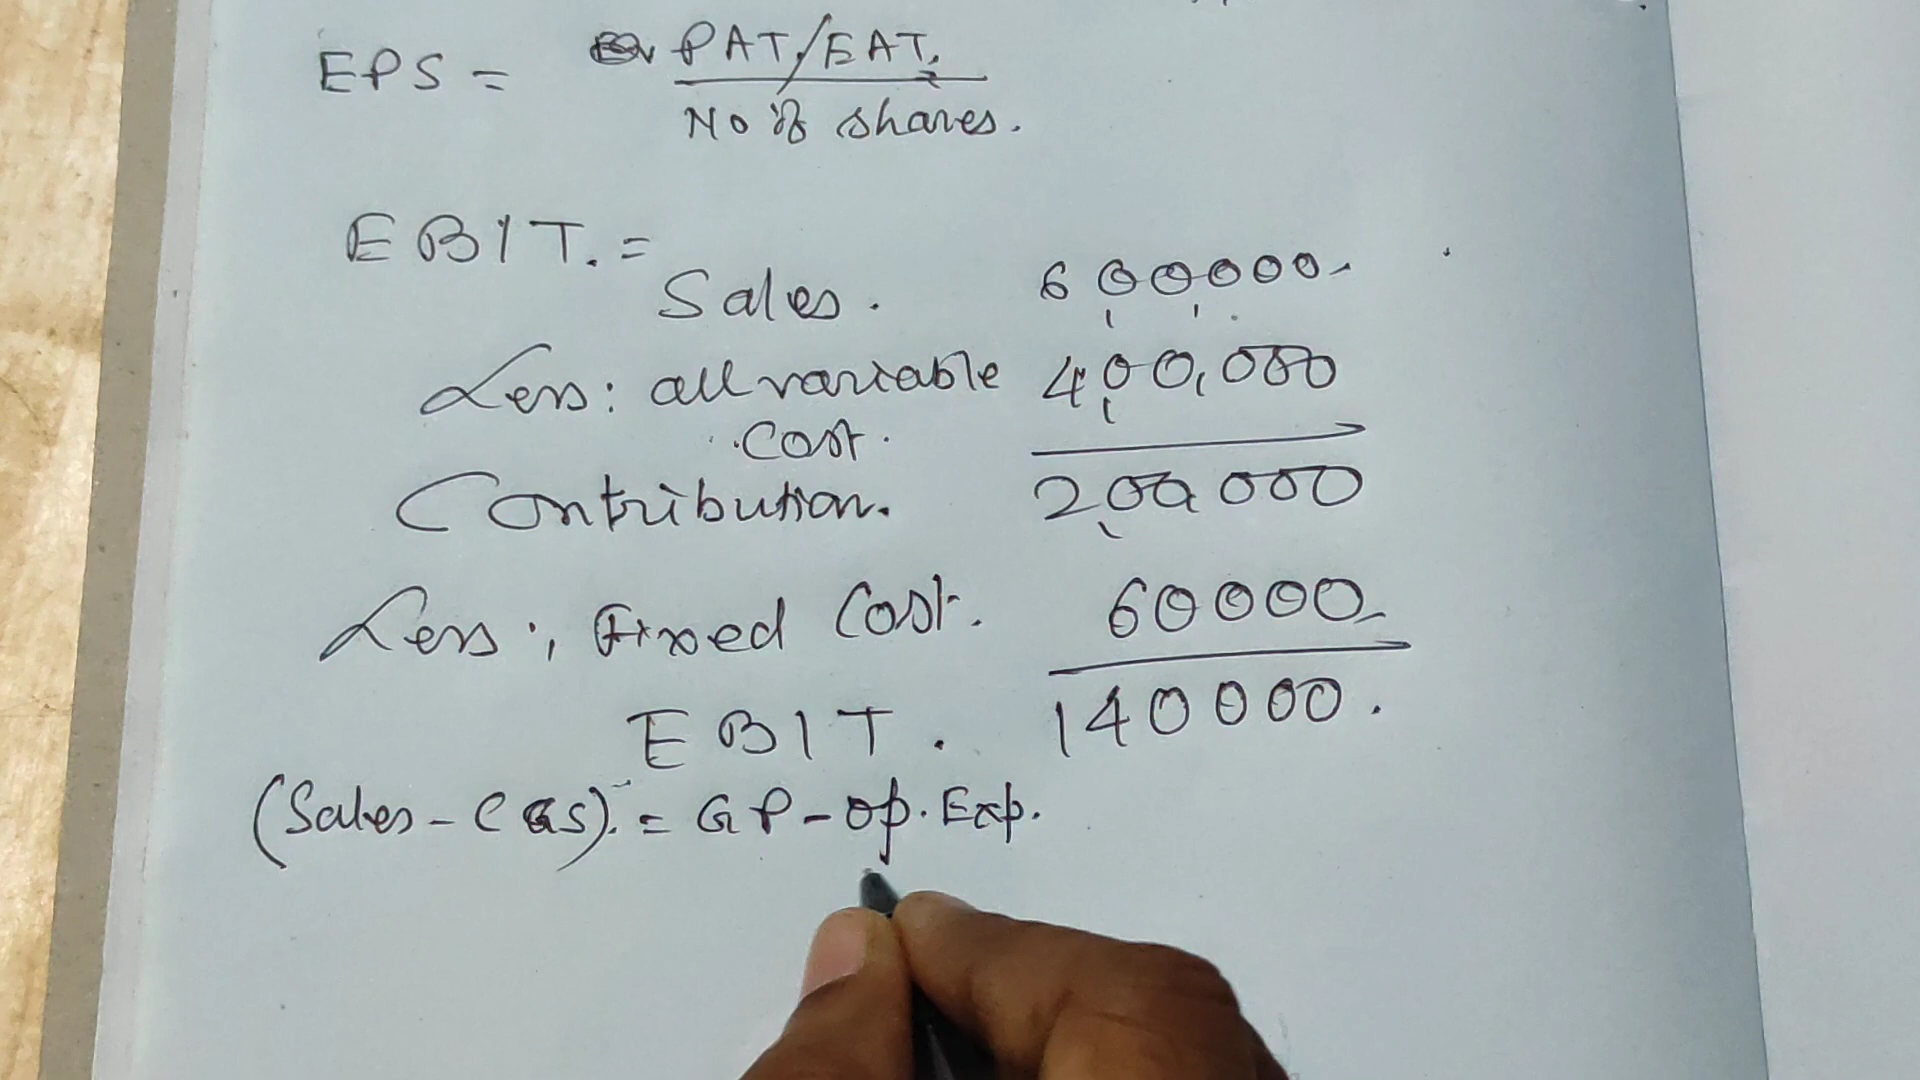 EPS = PAT/EAT.
No of shares.
EBIT. =
Sales. 600000
Less: all variable 400,000
cost.
Contribution. 200000
Less: Fixed Cost. 60000
EBIT. 140000.
(Sales - CGS). = GP - op. Exp.